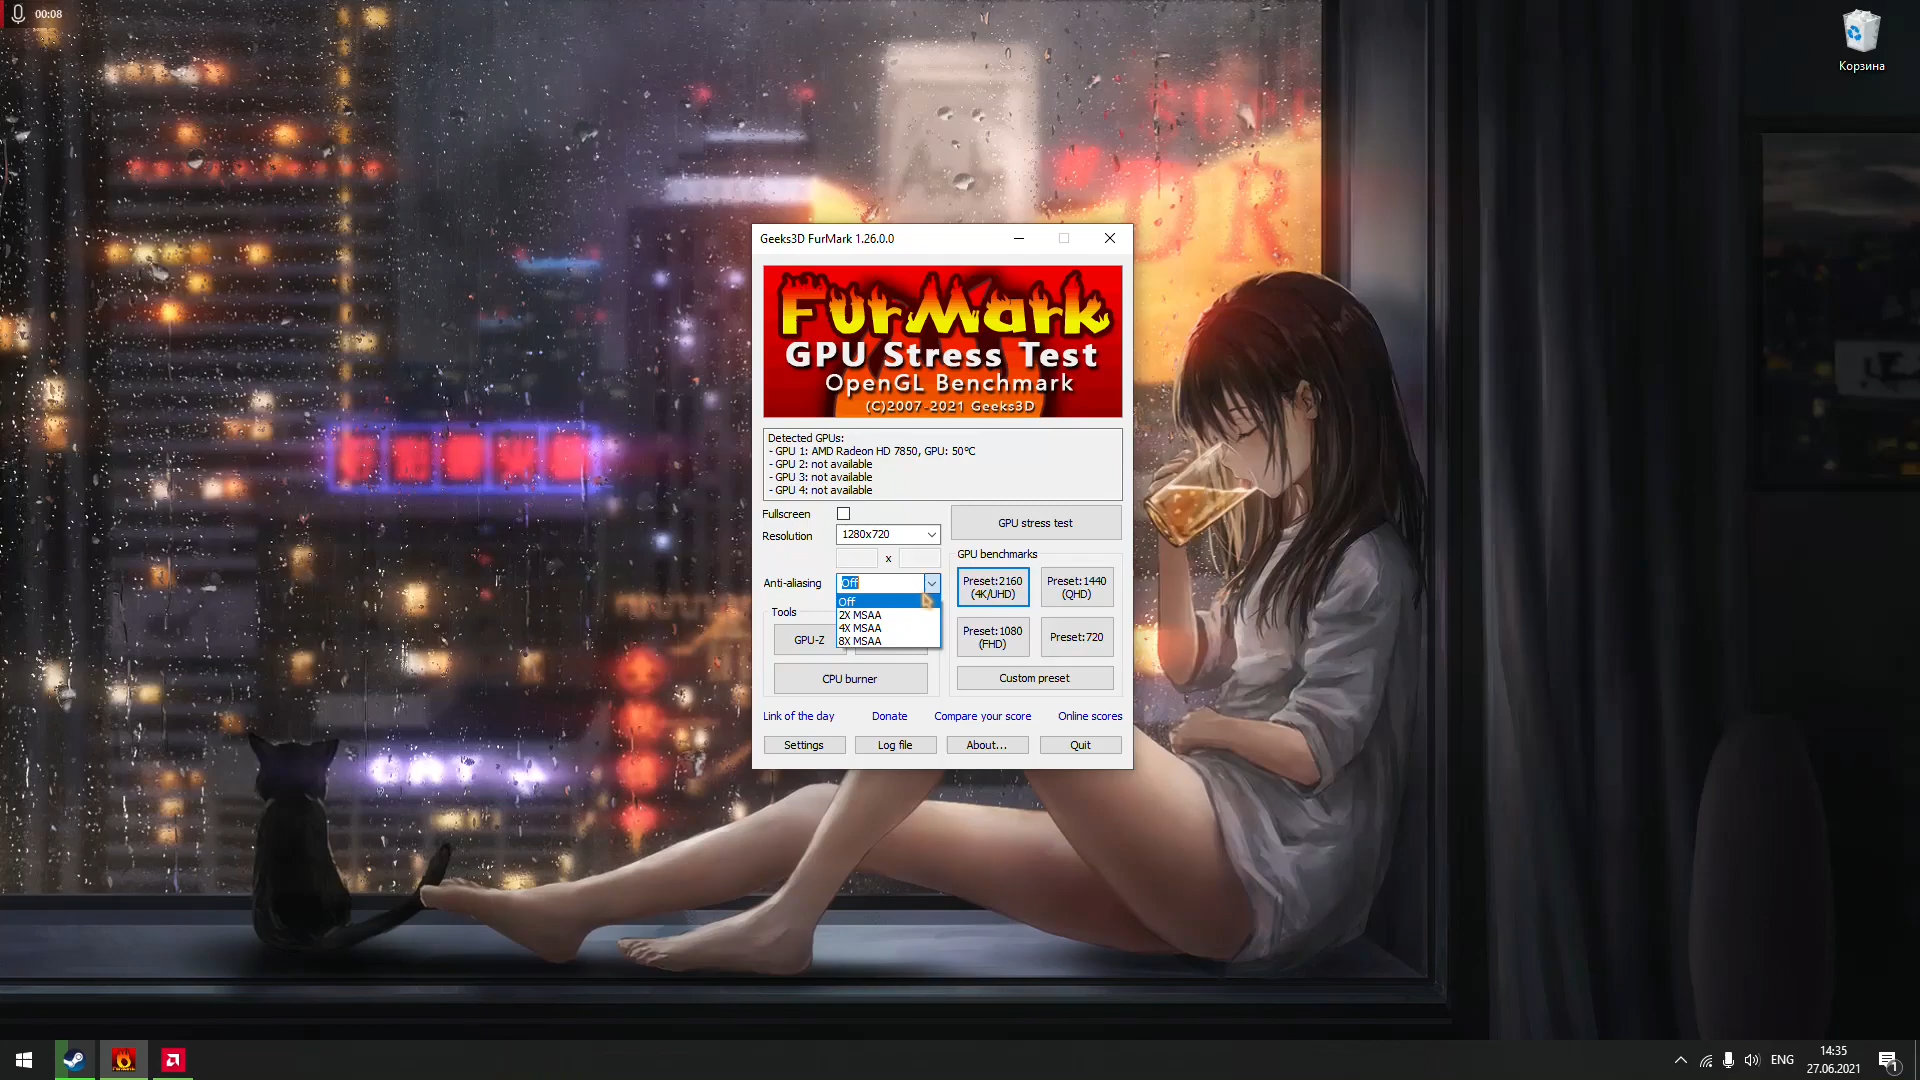 00:08
Корзина
Geeks3D FurMark 1.26.0.0
FurMark
GPU Stress Test
OpenGL Benchmark
(C)2007-2021 Geeks3D
Detected GPUs:
- GPU 1: AMD Radeon HD 7850, GPU: 50°C
- GPU 2: not available
- GPU 3: not available
- GPU 4: not available
Fullscreen
GPU stress test
Resolution
1280x720
x
GPU benchmarks
Anti-aliasing
Off
Off
2X MSAA
4X MSAA
8X MSAA
Preset:2160
(4K/UHD)
Preset:1440
(QHD)
Tools
GPU-Z
Preset:1080
(FHD)
Preset:720
CPU burner
Custom preset
Link of the day
Donate
Compare your score
Online scores
Settings
Log file
About...
Quit
ENG
14:35
27.06.2021
1